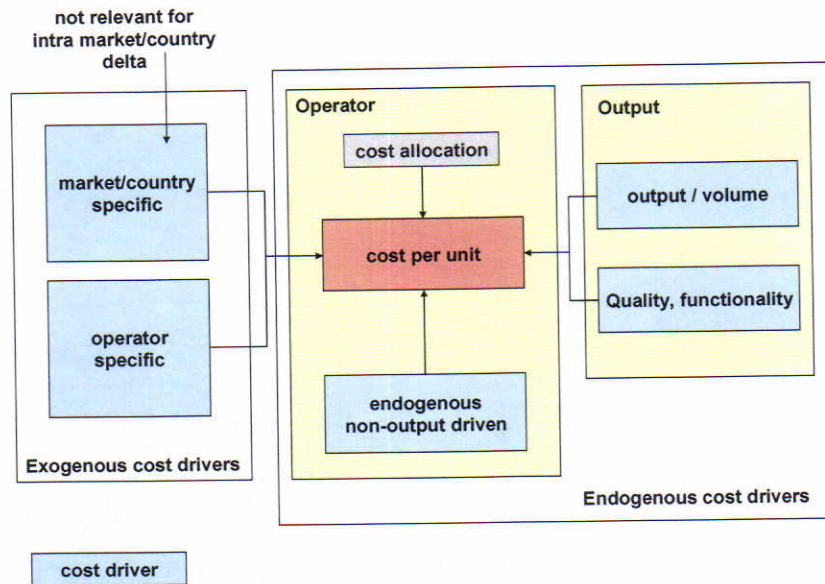 not relevant for
intra market/country
delta
market/country
specific
operator
specific
Exogenous cost drivers
Operator
cost allocation
cost per unit
endogenous
non-output driven
Output
output / volume
Quality, functionality
Endogenous cost drivers
cost driver